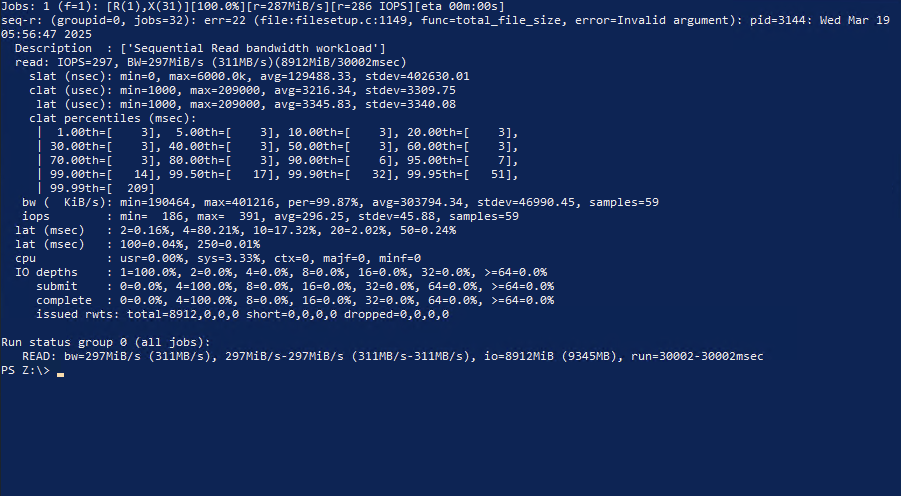 Jobs: 1 (f=1): [R(1),X(31)][100.0%][r=287MiB/s][r=286 IOPS][eta 00m:00s]
seq-r: (groupid=0, jobs=32): err=22 (file:filesetup.c:1149, func=total_file_size, error=Invalid argument): pid=3144: Wed Mar 19
05:56:47 2025
  Description  : ['Sequential Read bandwidth workload']
  read: IOPS=297, BW=297MiB/s (311MB/s)(8912MiB/30002msec)
    slat (nsec): min=0, max=6000.0k, avg=129488.33, stdev=402630.01
    clat (usec): min=1000, max=209000, avg=3216.34, stdev=3309.75
     lat (usec): min=1000, max=209000, avg=3345.83, stdev=3340.08
    clat percentiles (msec):
     |  1.00th=[    3],  5.00th=[    3], 10.00th=[    3], 20.00th=[    3],
     | 30.00th=[    3], 40.00th=[    3], 50.00th=[    3], 60.00th=[    3],
     | 70.00th=[    3], 80.00th=[    3], 90.00th=[    6], 95.00th=[    7],
     | 99.00th=[   14], 99.50th=[   17], 99.90th=[   32], 99.95th=[   51],
     | 99.99th=[  209]
   bw (  KiB/s): min=190464, max=401216, per=99.87%, avg=303794.34, stdev=46990.45, samples=59
   iops        : min=  186, max=  391, avg=296.25, stdev=45.88, samples=59
  lat (msec)   : 2=0.16%, 4=80.21%, 10=17.32%, 20=2.02%, 50=0.24%
  lat (msec)   : 100=0.04%, 250=0.01%
  cpu          : usr=0.00%, sys=3.33%, ctx=0, majf=0, minf=0
  IO depths    : 1=100.0%, 2=0.0%, 4=0.0%, 8=0.0%, 16=0.0%, 32=0.0%, >=64=0.0%
     submit    : 0=0.0%, 4=100.0%, 8=0.0%, 16=0.0%, 32=0.0%, 64=0.0%, >=64=0.0%
     complete  : 0=0.0%, 4=100.0%, 8=0.0%, 16=0.0%, 32=0.0%, 64=0.0%, >=64=0.0%
     issued rwts: total=8912,0,0,0 short=0,0,0,0 dropped=0,0,0,0

Run status group 0 (all jobs):
   READ: bw=297MiB/s (311MB/s), 297MiB/s-297MiB/s (311MB/s-311MB/s), io=8912MiB (9345MB), run=30002-30002msec
PS Z:\> _